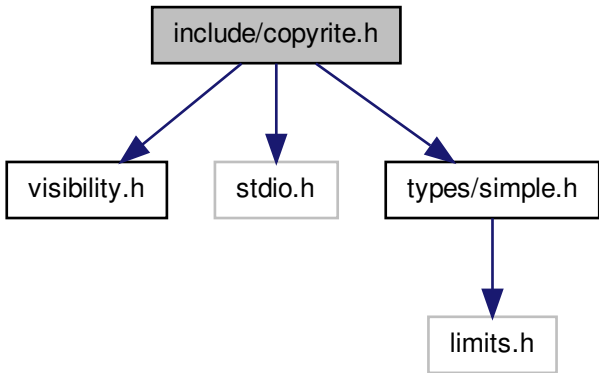 include/copyrite.h
visibility.h
stdio.h
types/simple.h
limits.h